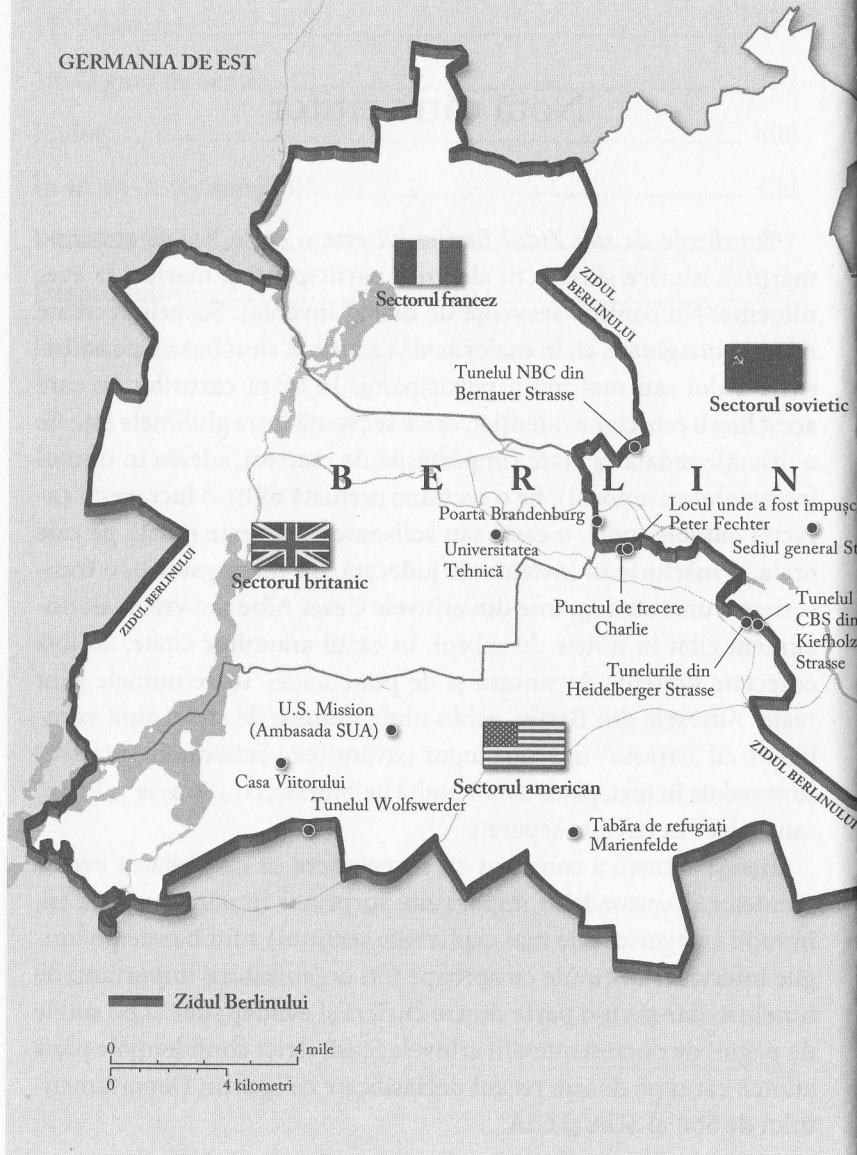 GERMANIA DE EST
Sectorul francez
ZIDUL
BERLINULUI
Tunelul NBC din
Bernauer Strasse
Sectorul sovietic
BERLIN
Poarta Brandenburg
Locul unde a fost împușc
Peter Fechter
Universitatea
Tehnică
Sediul general St
Sectorul britanic
ZIDUL BERLINULUI
Punctul de trecere
Charlie
Tunelul
CBS din
Kiefholz
Strasse
Tunelurile din
Heidelberger Strasse
U.S. Mission
(Ambasada SUA)
Sectorul american
ZIDUL BERLINULUI
Casa Viitorului
Tunelul Wolfswerder
Tabăra de refugiați
Marienfelde
Zidul Berlinului
0 4 mile
0 4 kilometri